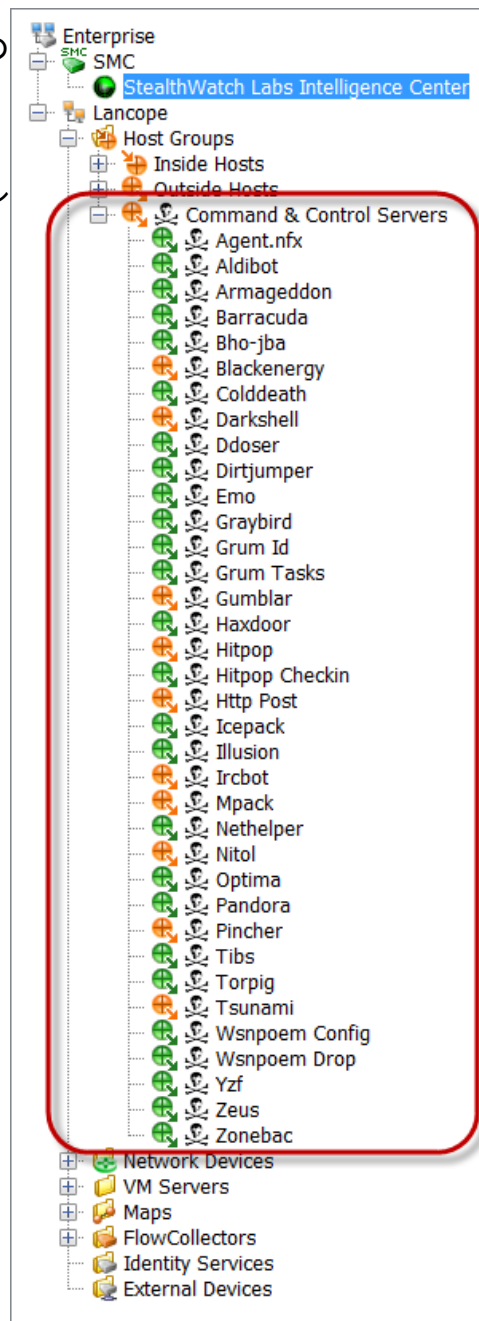 Enterprise
SMC
SMC
StealthWatch Labs Intelligence Center
Lancope
Host Groups
Inside Hosts
Outside Hosts
Command & Control Servers
Agent.nfx
Aldibot
Armageddon
Barracuda
Bho-jba
Blackenergy
Colddeath
Darkshell
Ddoser
Dirtjumper
Emo
Graybird
Grum Id
Grum Tasks
Gumblar
Haxdoor
Hitpop
Hitpop Checkin
Http Post
Icepack
Illusion
Ircbot
Mpack
Nethelper
Nitol
Optima
Pandora
Pincher
Tibs
Torpig
Tsunami
Wsnpoem Config
Wsnpoem Drop
Yzf
Zeus
Zonebac
Network Devices
VM Servers
Maps
FlowCollectors
Identity Services
External Devices